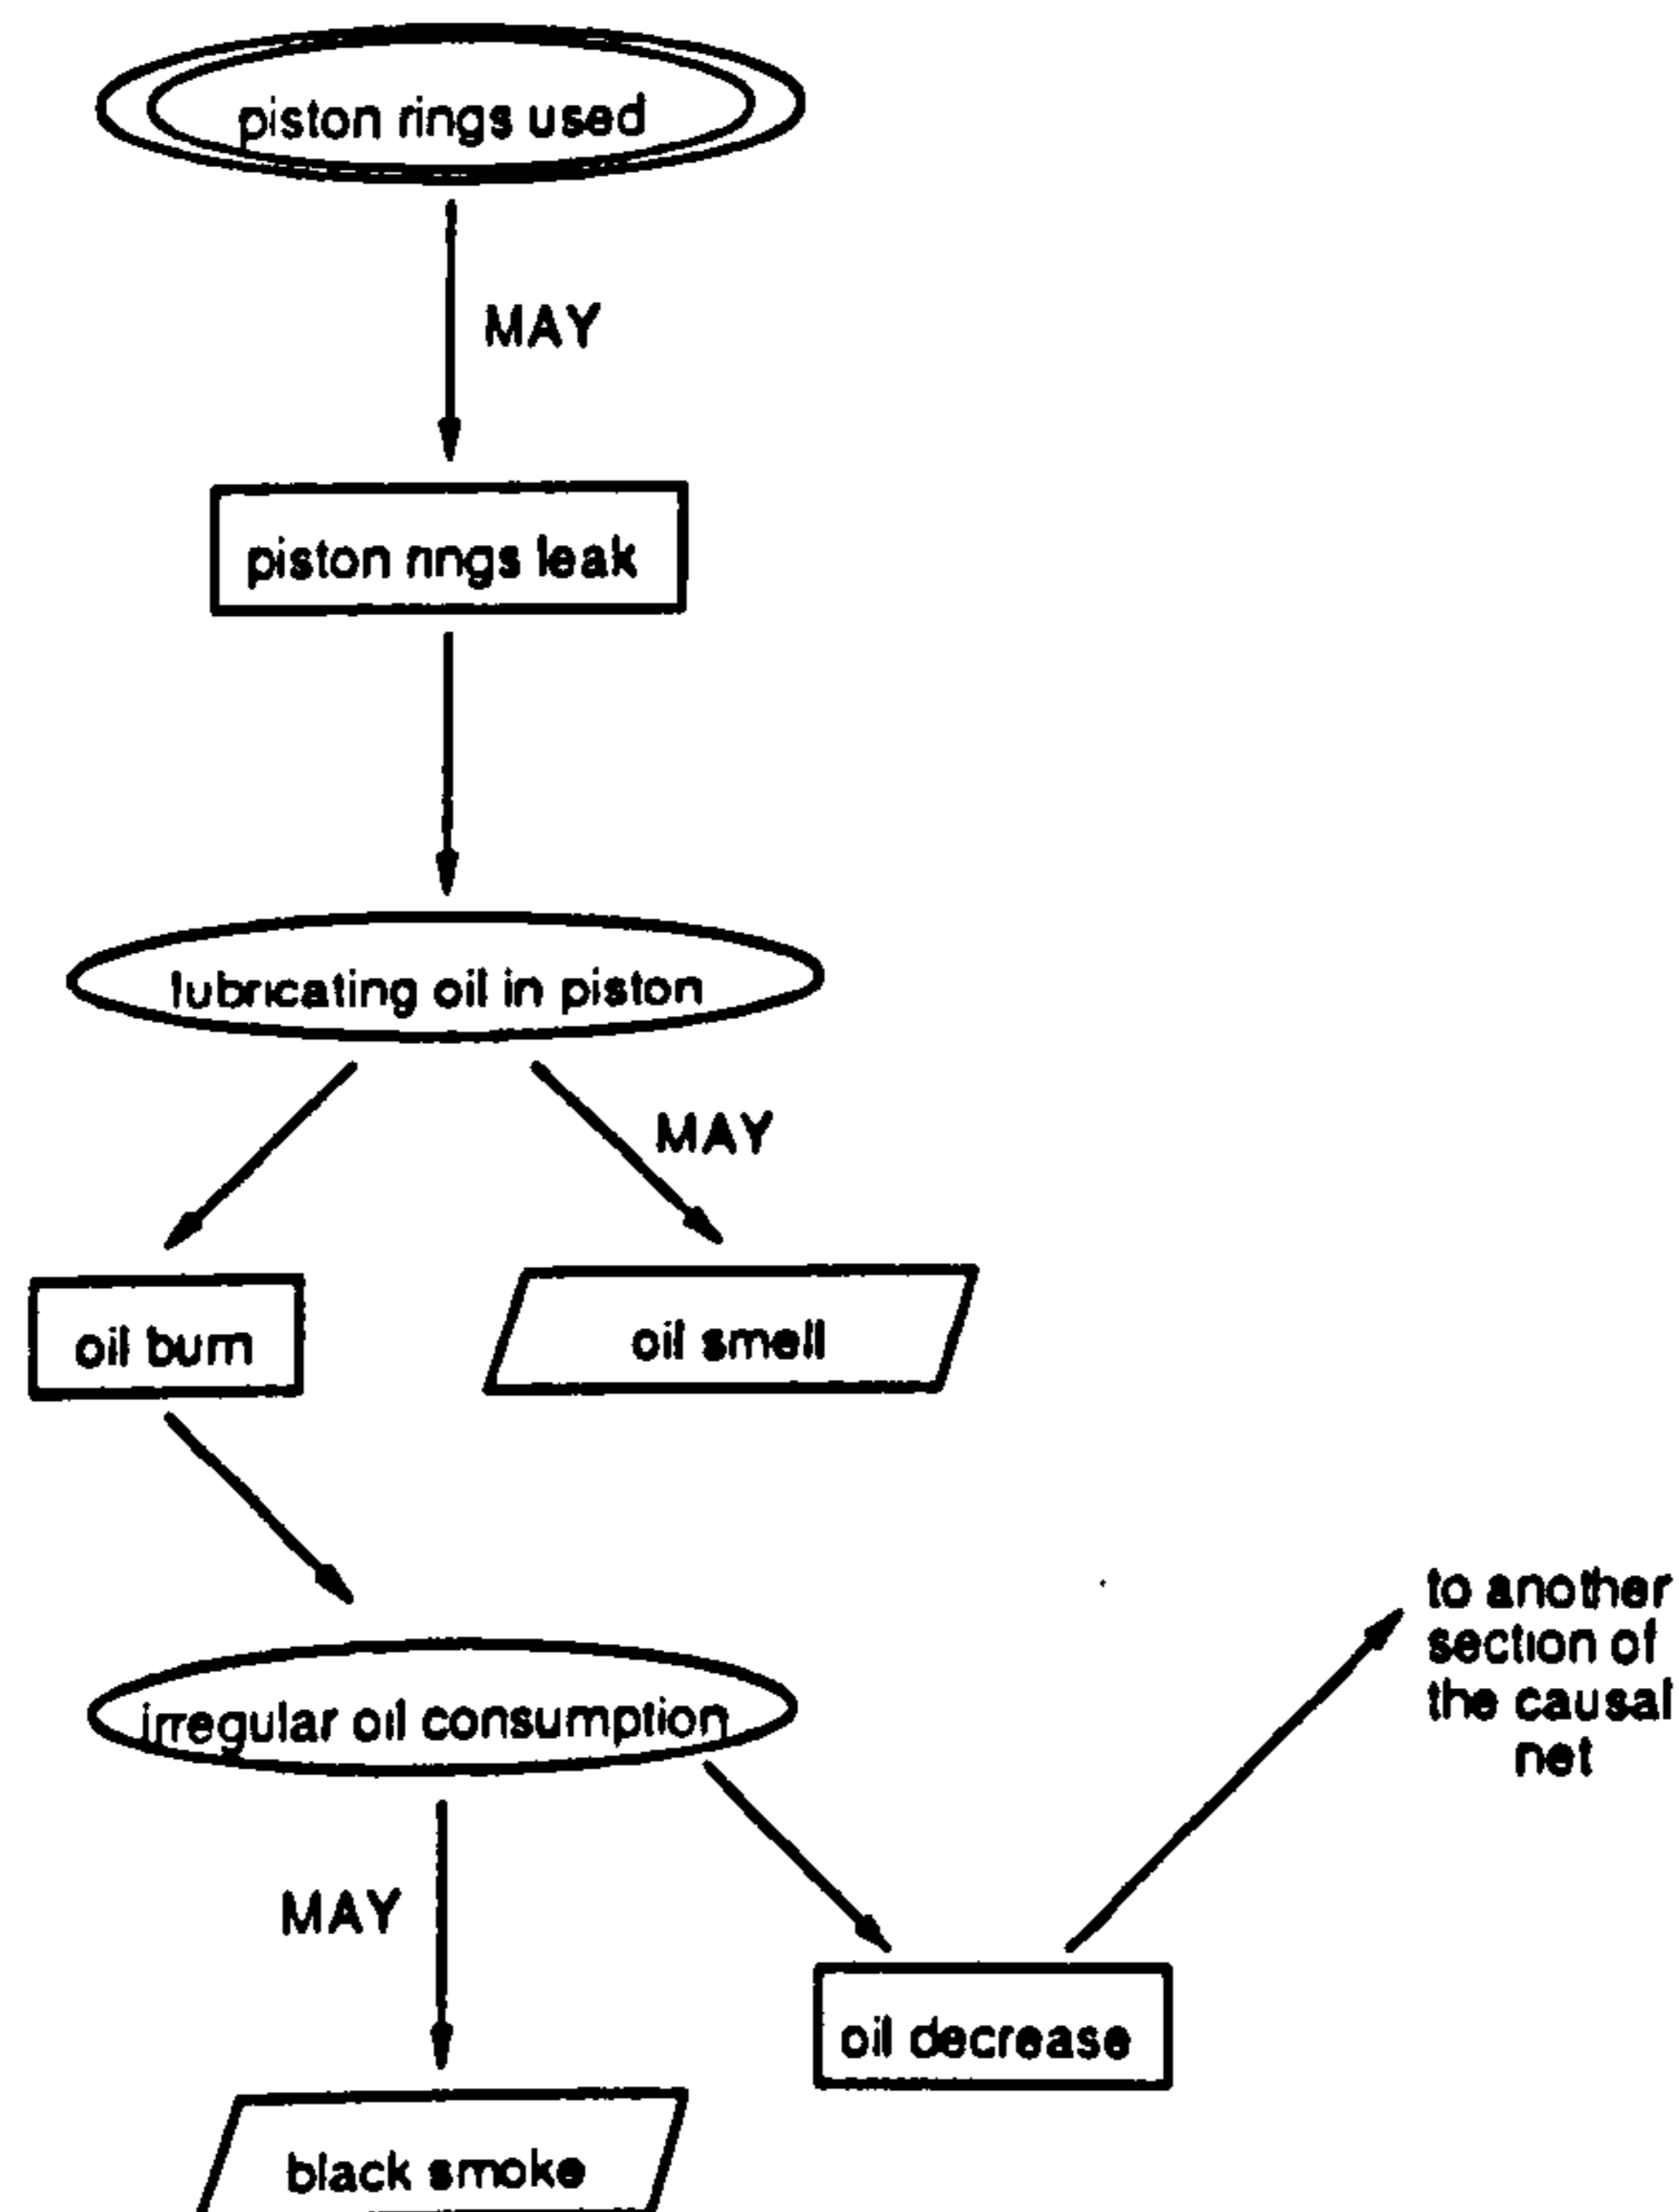 piston rings used
MAY
piston rings leak
lubricating oil in piston
MAY
oil burn
oil smell
irregular oil consumption
to another
section of
the causal
net
MAY
oil decrease
black smoke